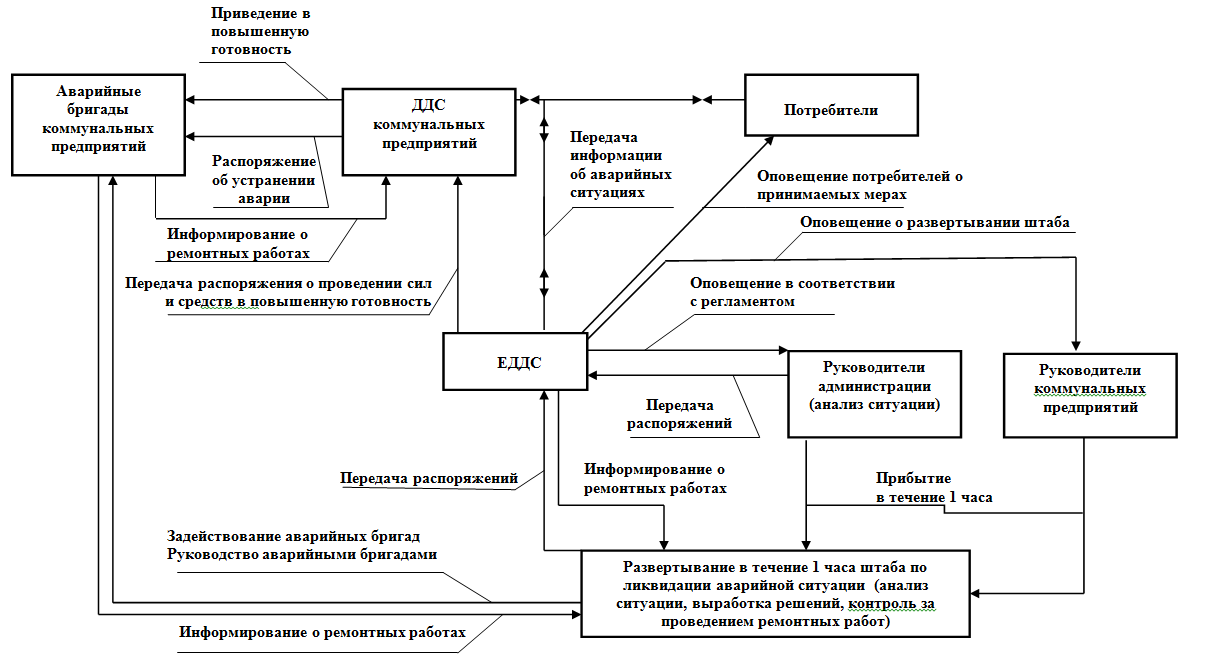 Приведение в
повышенную
готовность
Аварийные
бригады
коммунальных
предприятий
ДДС
коммунальных
предприятий
Потребители
Распоряжение
об устранении
аварии
Передача
информации
об аварийных
ситуациях
Оповещение потребителей о
принимаемых мерах
Оповещение о развертывании штаба
Информирование о
ремонтных работах
Передача распоряжения о проведении сил
и средств в повышенную готовность
Оповещение в соответствии
с регламентом
ЕДДС
Руководители
администрации
(анализ ситуации)
Руководители
коммунальных
предприятий
Передача
распоряжений
Передача распоряжений
Информирование о
ремонтных работах
Прибытие
в течение 1 часа
Задействование аварийных бригад
Руководство аварийными бригадами
Развертывание в течение 1 часа штаба по
ликвидации аварийной ситуации (анализ
ситуации, выработка решений, контроль за
проведением ремонтных работ)
Информирование о ремонтных работах